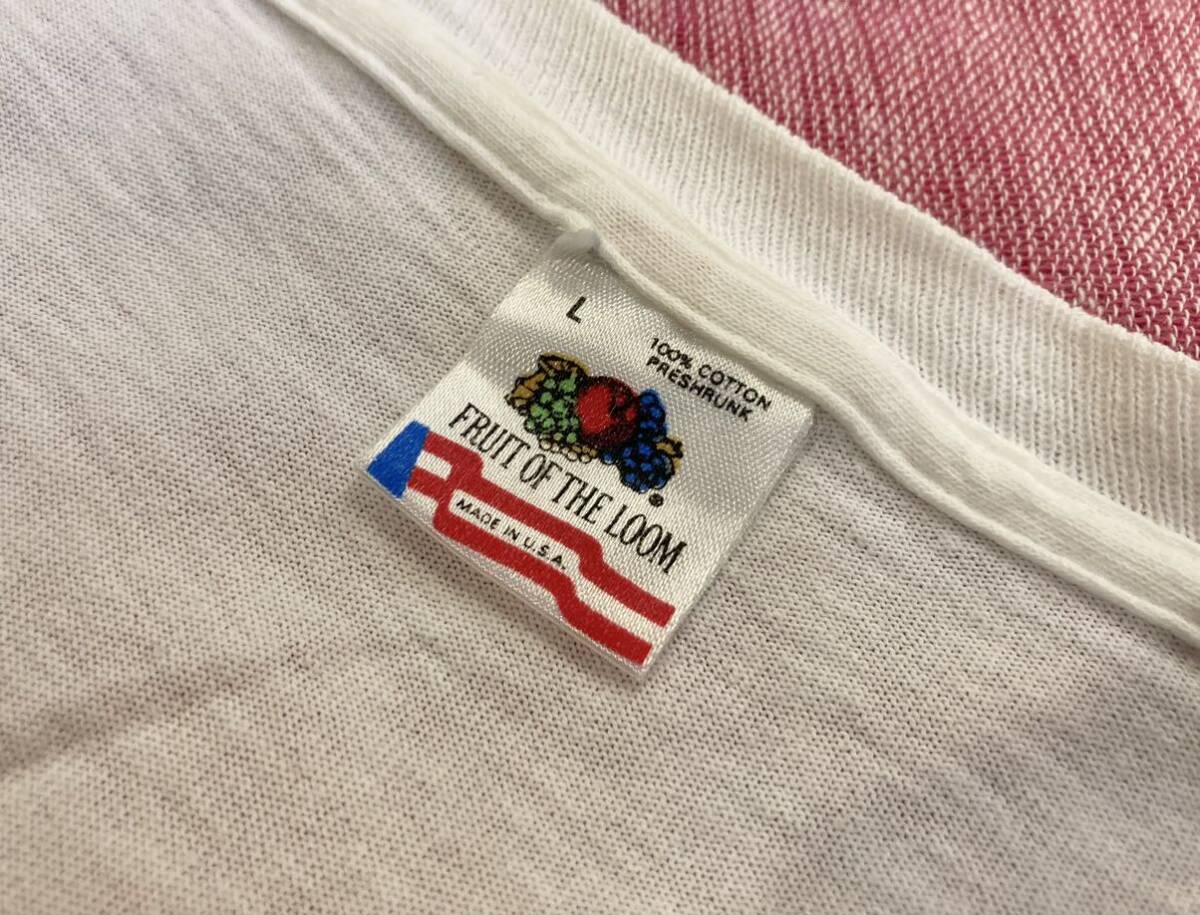 L
100% COTTON
PRESHRUNK
FRUIT OF THE LOOM®
MADE IN U.S.A.